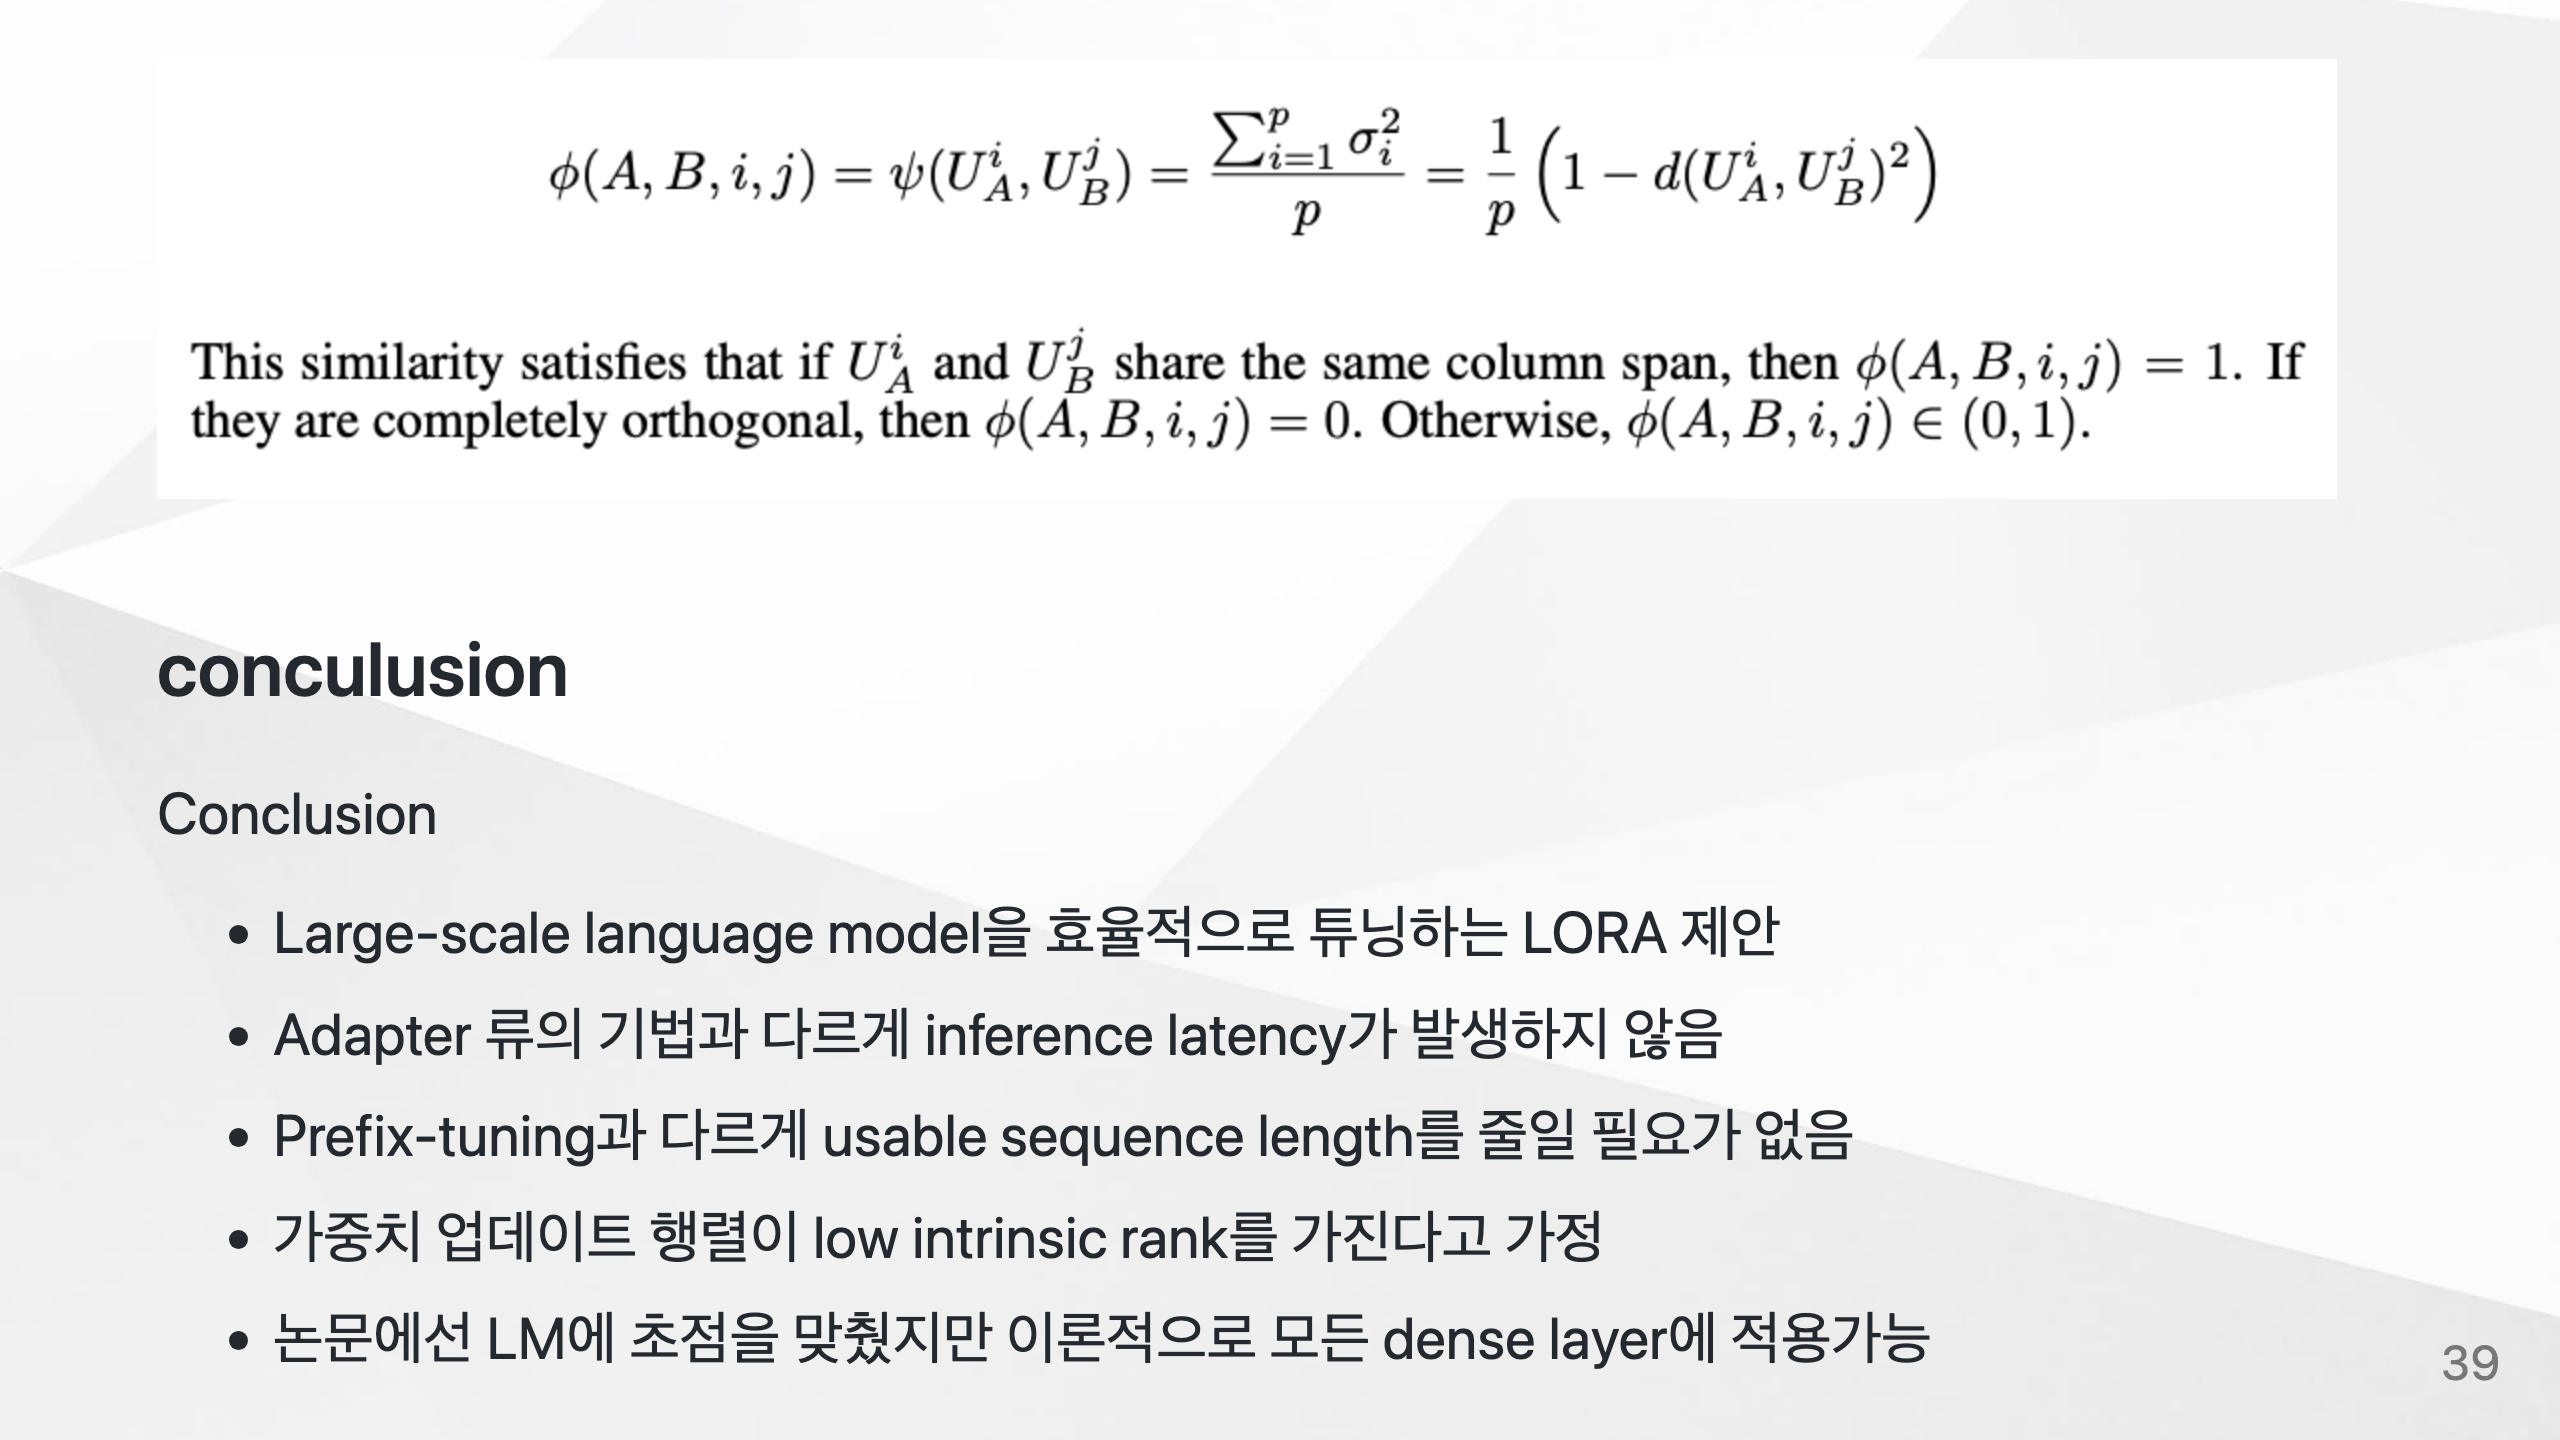 ϕ(A, B, i, j) = ψ(U_A^i, U_B^j) = \frac{\sum_{i=1}^{p} σ_i^2}{p} = \frac{1}{p} (1 − d(U_A^i, U_B^j)^2)
This similarity satisfies that if U_A^i and U_B^j share the same column span, then ϕ(A, B, i, j) = 1. If
they are completely orthogonal, then ϕ(A, B, i, j) = 0. Otherwise, ϕ(A, B, i, j) ∈ (0, 1).
conculusion
Conclusion
• Large-scale language model을 효율적으로 튜닝하는 LORA 제안
• Adapter 류의 기법과 다르게 inference latency가 발생하지 않음
• Prefix-tuning과 다르게 usable sequence length를 줄일 필요가 없음
• 가중치 업데이트 행렬이 low intrinsic rank를 가진다고 가정
• 논문에선 LM에 초점을 맞췄지만 이론적으로 모든 dense layer에 적용가능
39